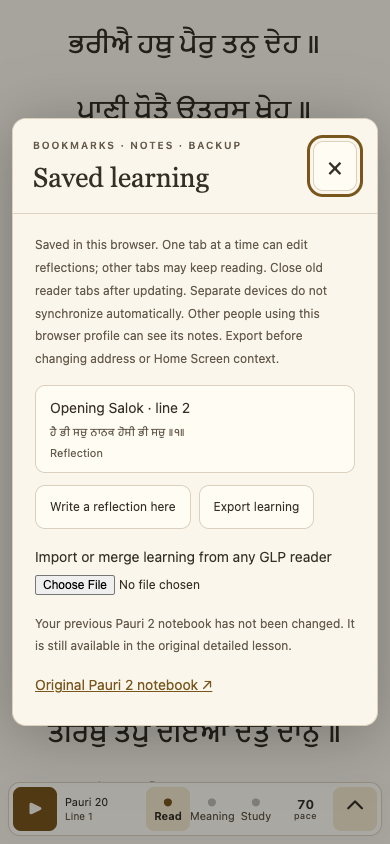 ਭਰੀਐ ਹਥੁ ਪੈਰੁ ਤਨੁ ਦੇਹ ॥
ਪਾਣੀ ਧੋਤੈ ਉਤਰਸੁ ਖੇਹ ॥
BOOKMARKS · NOTES · BACKUP
Saved learning
Saved in this browser. One tab at a time can edit
reflections; other tabs may keep reading. Close old
reader tabs after updating. Separate devices do not
synchronize automatically. Other people using this
browser profile can see its notes. Export before
changing address or Home Screen context.
Opening Salok · line 2
ਹੈ ਭੀ ਸਚੁ ਨਾਨਕ ਹੋਸੀ ਭੀ ਸਚੁ ॥੧॥
Reflection
Write a reflection here Export learning
Import or merge learning from any GLP reader
Choose File No file chosen
Your previous Pauri 2 notebook has not been changed. It
is still available in the original detailed lesson.
Original Pauri 2 notebook ↗
ਤੀਰਥੁ ਤਪੁ ਦਇਆ ਦਤੁ ਦਾਨੁ ॥
Pauri 20
Line 1
Read Meaning Study
70
pace